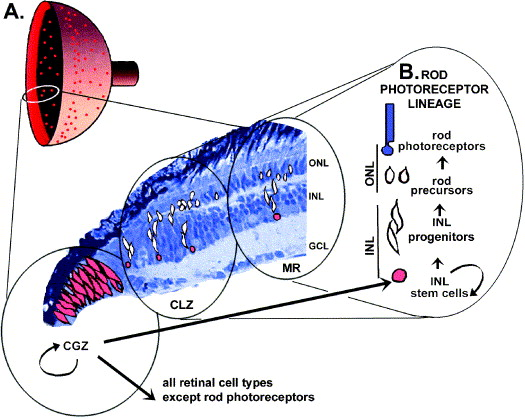 A.
B. ROD
PHOTORECEPTOR
LINEAGE
rod
photoreceptors
rod
precursors
INL
progenitors
INL
stem cells
ONL
INL
ONL
INL
GCL
MR
CLZ
CGZ
all retinal cell types
except rod photoreceptors